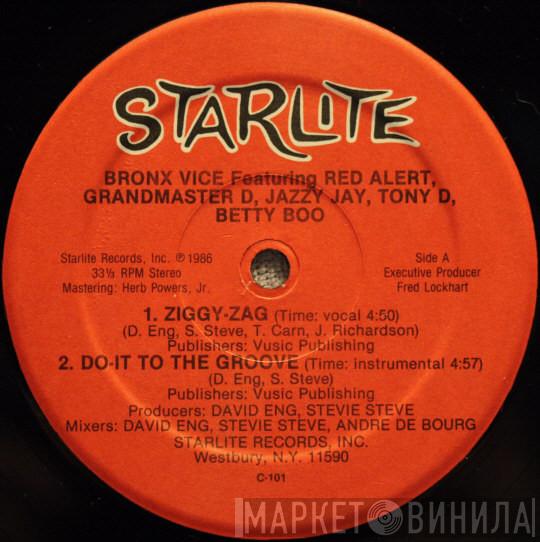 STARLITE
BRONX VICE Featuring RED ALERT,
GRANDMASTER D, JAZZY JAY, TONY D,
BETTY BOO
Starlite Records, Inc. ℗ 1986
33⅓ RPM Stereo
Mastering: Herb Powers, Jr.
Side A
Executive Producer
Fred Lockhart
1. ZIGGY-ZAG (Time: vocal 4:50)
(D. Eng, S. Steve, T. Carn, J. Richardson)
Publishers: Vusic Publishing
2. DO-IT TO THE GROOVE (Time: instrumental 4:57)
(D. Eng, S. Steve)
Publishers: Vusic Publishing
Producers: DAVID ENG, STEVIE STEVE
Mixers: DAVID ENG, STEVIE STEVE, ANDRE DE BOURG
STARLITE RECORDS, INC.
Westbury, N.Y. 11590
C-101
МАРКЕТ ВИНИЛА